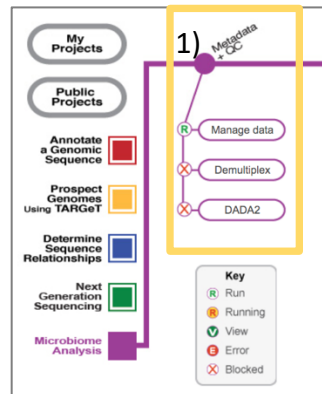 My
Projects
Public
Projects
Annotate
a Genomic
Sequence
Prospect
Genomes
Using TARGeT
Determine
Sequence
Relationships
Next
Generation
Sequencing
Microbiome
Analysis
1)
Metadata
+ QC
R Manage data
X Demultiplex
X DADA2
Key
R Run
R Running
V View
E Error
X Blocked